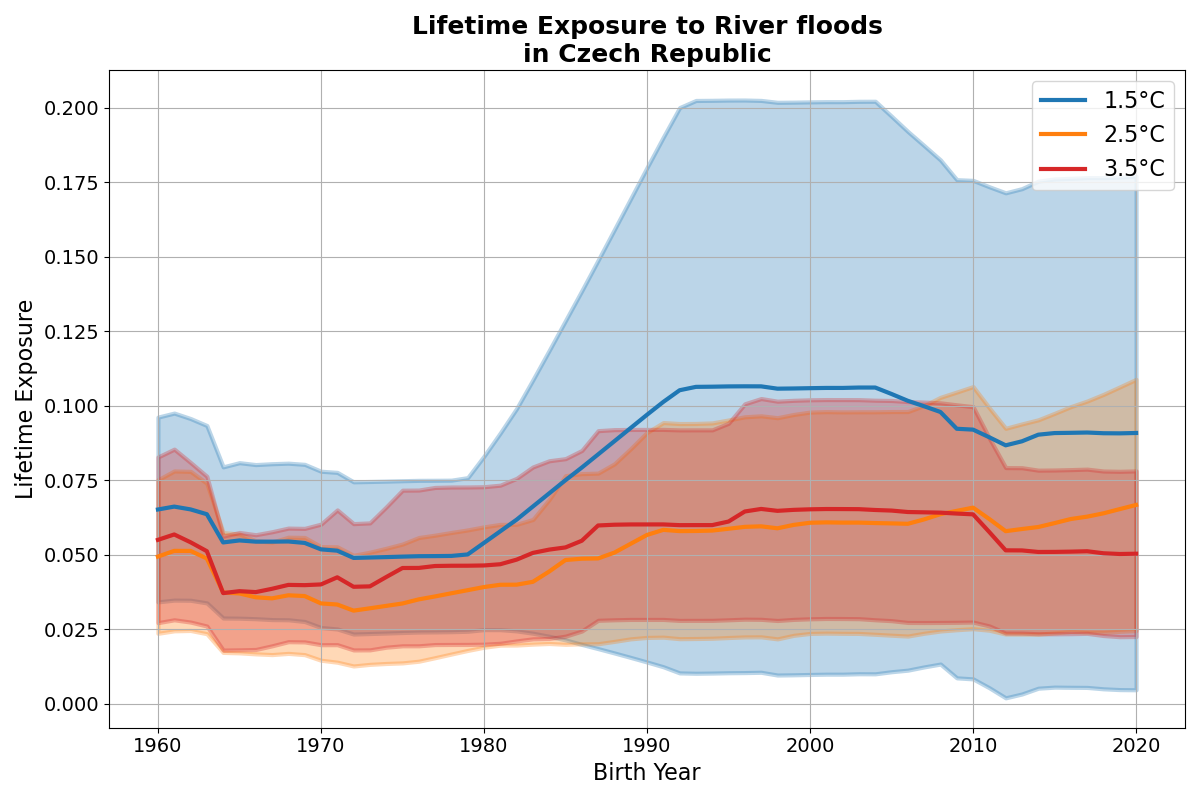 Lifetime Exposure to River floods
in Czech Republic
1.5°C
2.5°C
3.5°C
Lifetime Exposure
0.200
0.175
0.150
0.125
0.100
0.075
0.050
0.025
0.000
1960 1970 1980 1990 2000 2010 2020
Birth Year